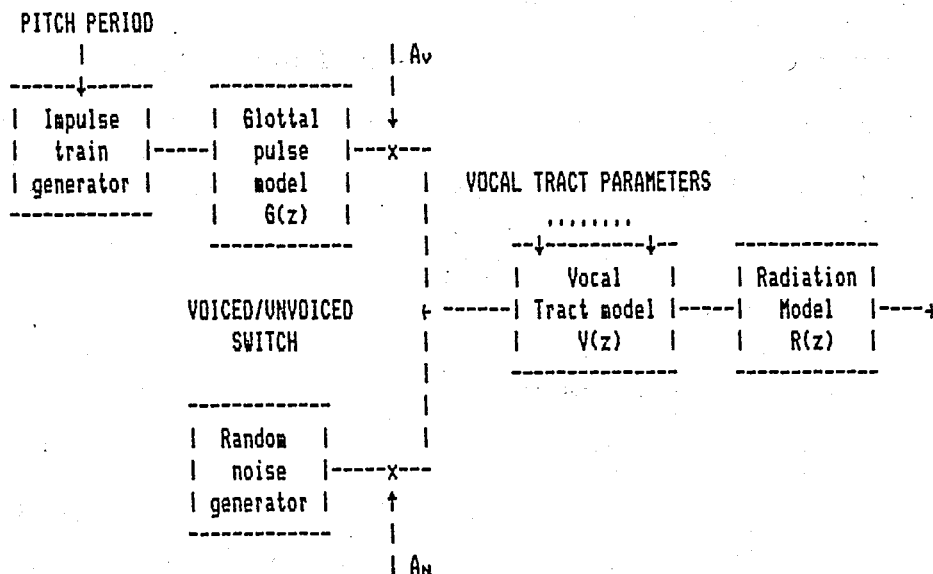 PITCH PERIOD
Av
Impulse
train
generator
Glottal
pulse
model
G(z)
x
VOCAL TRACT PARAMETERS
Vocal
Tract model
V(z)
Radiation
Model
R(z)
VOICED/UNVOICED
SWITCH
Random
noise
generator
x
AN